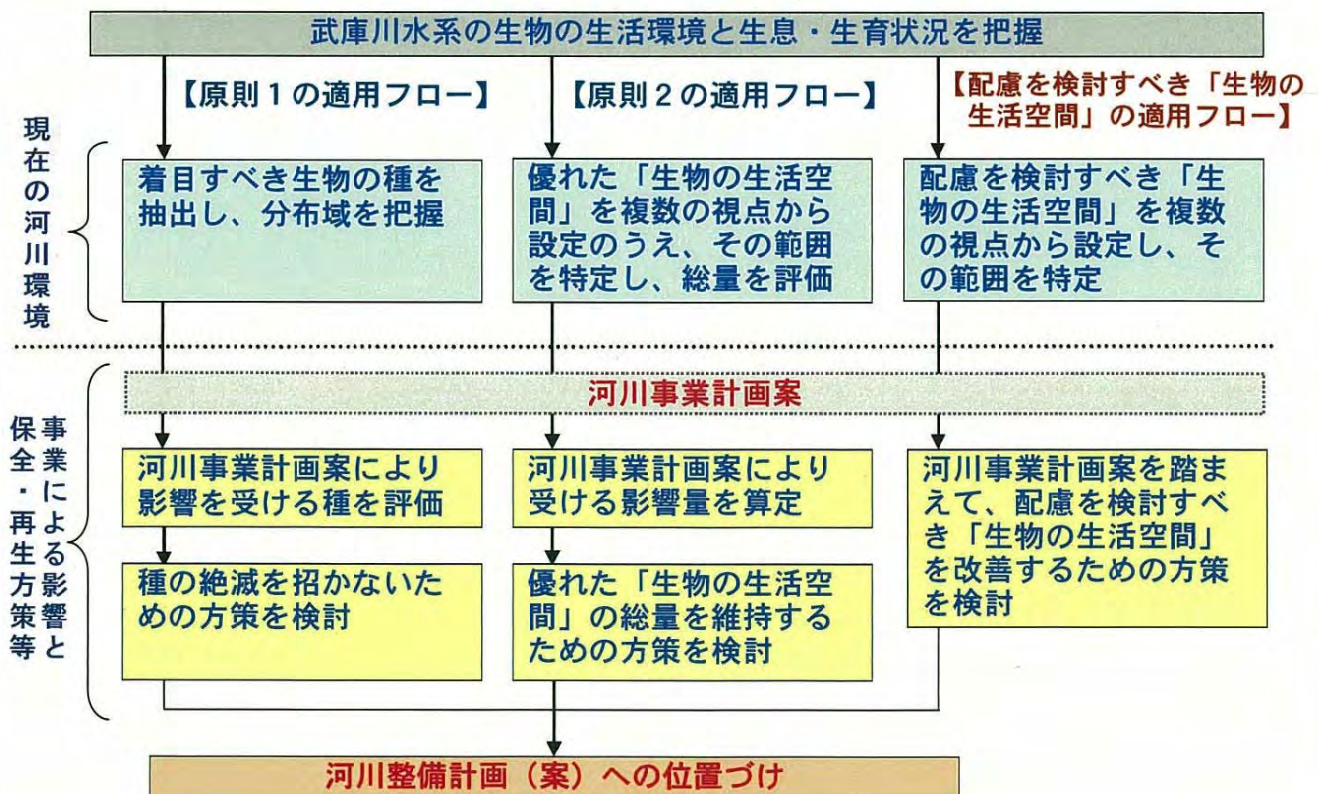 武庫川水系の生物の生活環境と生息・生育状況を把握
【原則1の適用フロー】
【原則2の適用フロー】
【配慮を検討すべき「生物の
生活空間」の適用フロー】
現在の河川環境
着目すべき生物の種を
抽出し、分布域を把握
優れた「生物の生活空
間」を複数の視点から
設定のうえ、その範囲
を特定し、総量を評価
配慮を検討すべき「生
物の生活空間」を複数
の視点から設定し、そ
の範囲を特定
河川事業計画案
事業による影響と
保全・再生方策等
河川事業計画案により
影響を受ける種を評価
河川事業計画案により
受ける影響量を算定
河川事業計画案を踏ま
えて、配慮を検討すべ
き「生物の生活空間」
を改善するための方策
を検討
種の絶滅を招かないた
めの方策を検討
優れた「生物の生活空
間」の総量を維持する
ための方策を検討
河川整備計画（案）への位置づけ